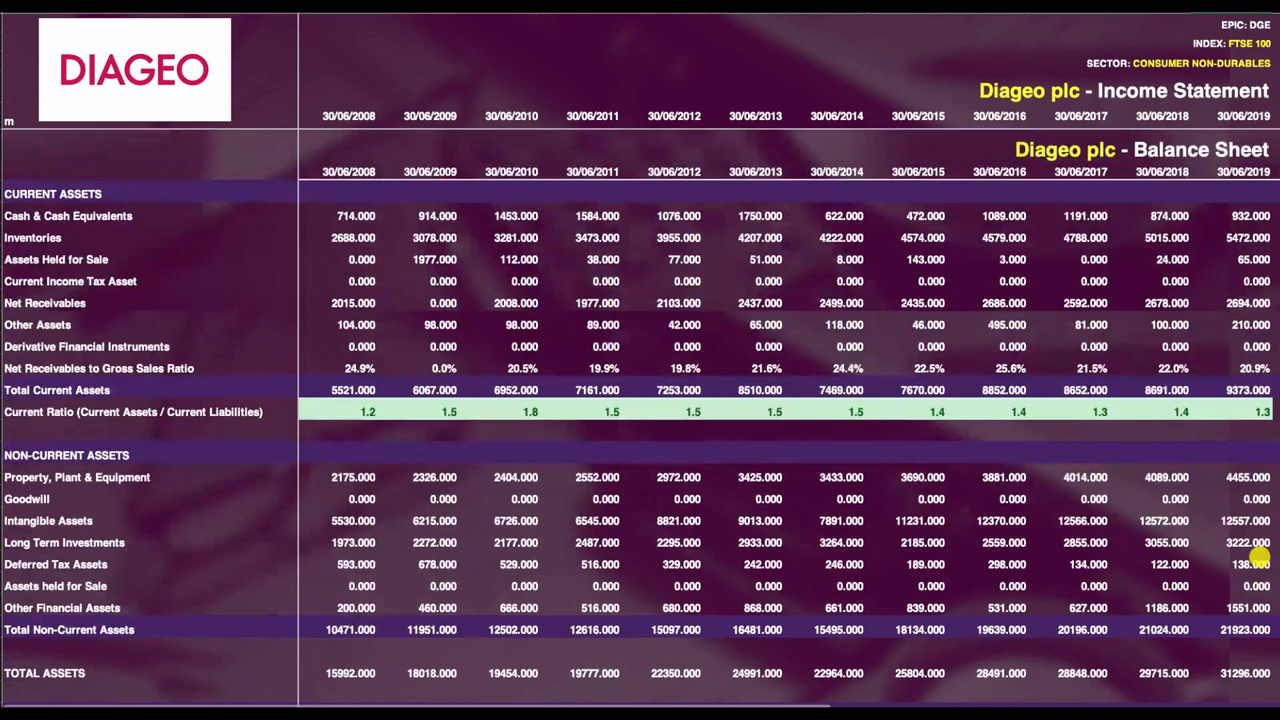 DIAGEO
EPIC: DGE
INDEX: FTSE 100
SECTOR: CONSUMER NON-DURABLES
Diageo plc - Income Statement
m 30/06/2008 30/06/2009 30/06/2010 30/06/2011 30/06/2012 30/06/2013 30/06/2014 30/06/2015 30/06/2016 30/06/2017 30/06/2018 30/06/2019
Diageo plc - Balance Sheet
30/06/2008 30/06/2009 30/06/2010 30/06/2011 30/06/2012 30/06/2013 30/06/2014 30/06/2015 30/06/2016 30/06/2017 30/06/2018 30/06/2019
CURRENT ASSETS
Cash & Cash Equivalents 714.000 914.000 1453.000 1584.000 1076.000 1750.000 622.000 472.000 1089.000 1191.000 874.000 932.000
Inventories 2688.000 3078.000 3281.000 3473.000 3955.000 4207.000 4222.000 4574.000 4579.000 4788.000 5015.000 5472.000
Assets Held for Sale 0.000 1977.000 112.000 38.000 77.000 51.000 8.000 143.000 3.000 0.000 24.000 65.000
Current Income Tax Asset 0.000 0.000 0.000 0.000 0.000 0.000 0.000 0.000 0.000 0.000 0.000 0.000
Net Receivables 2015.000 0.000 2008.000 1977.000 2103.000 2437.000 2499.000 2435.000 2686.000 2592.000 2678.000 2694.000
Other Assets 104.000 98.000 98.000 89.000 42.000 65.000 118.000 46.000 495.000 81.000 100.000 210.000
Derivative Financial Instruments 0.000 0.000 0.000 0.000 0.000 0.000 0.000 0.000 0.000 0.000 0.000 0.000
Net Receivables to Gross Sales Ratio 24.9% 0.0% 20.5% 19.9% 19.8% 21.6% 24.4% 22.5% 25.6% 21.5% 22.0% 20.9%
Total Current Assets 5521.000 6067.000 6952.000 7161.000 7253.000 8510.000 7469.000 7670.000 8852.000 8652.000 8691.000 9373.000
Current Ratio (Current Assets / Current Liabilities) 1.2 1.5 1.8 1.5 1.5 1.5 1.5 1.4 1.4 1.3 1.4 1.3
NON-CURRENT ASSETS
Property, Plant & Equipment 2175.000 2326.000 2404.000 2552.000 2972.000 3425.000 3433.000 3690.000 3881.000 4014.000 4089.000 4455.000
Goodwill 0.000 0.000 0.000 0.000 0.000 0.000 0.000 0.000 0.000 0.000 0.000 0.000
Intangible Assets 5530.000 6215.000 6726.000 6545.000 8821.000 9013.000 7891.000 11231.000 12370.000 12566.000 12572.000 12557.000
Long Term Investments 1973.000 2272.000 2177.000 2487.000 2295.000 2933.000 3264.000 2185.000 2559.000 2855.000 3055.000 3222.000
Deferred Tax Assets 593.000 678.000 529.000 516.000 329.000 242.000 246.000 189.000 298.000 134.000 122.000 138.000
Assets held for Sale 0.000 0.000 0.000 0.000 0.000 0.000 0.000 0.000 0.000 0.000 0.000 0.000
Other Financial Assets 200.000 460.000 666.000 516.000 680.000 868.000 661.000 839.000 531.000 627.000 1186.000 1551.000
Total Non-Current Assets 10471.000 11951.000 12502.000 12616.000 15097.000 16481.000 15495.000 18134.000 19639.000 20196.000 21024.000 21923.000
TOTAL ASSETS 15992.000 18018.000 19454.000 19777.000 22350.000 24991.000 22964.000 25804.000 28491.000 28848.000 29715.000 31296.000